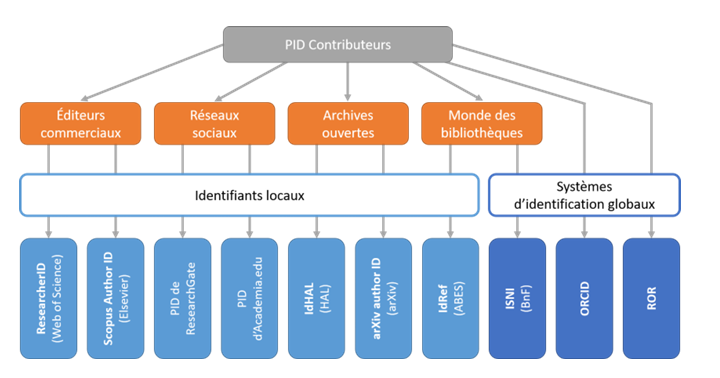 PID Contributeurs
Éditeurs
commerciaux
Réseaux
sociaux
Archives
ouvertes
Monde des
bibliothèques
Identifiants locaux
Systèmes
d'identification globaux
ResearcherID
(Web of Science)
Scopus Author ID
(Elsevier)
PID de
ResearchGate
PID
d'Academia.edu
IdHAL
(HAL)
arXiv author ID
(arXiv)
IdRef
(ABES)
ISNI
(BnF)
ORCID
ROR